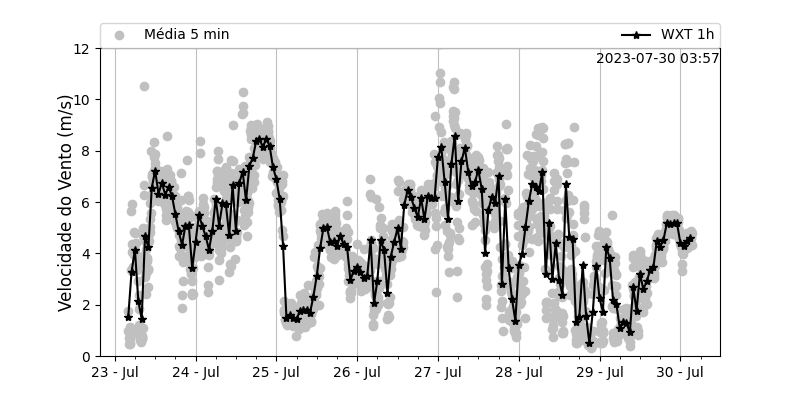 Média 5 min
WXT 1h
2023-07-30 03:57
Velocidade do Vento (m/s)
12
10
8
6
4
2
0
23 - Jul
24 - Jul
25 - Jul
26 - Jul
27 - Jul
28 - Jul
29 - Jul
30 - Jul